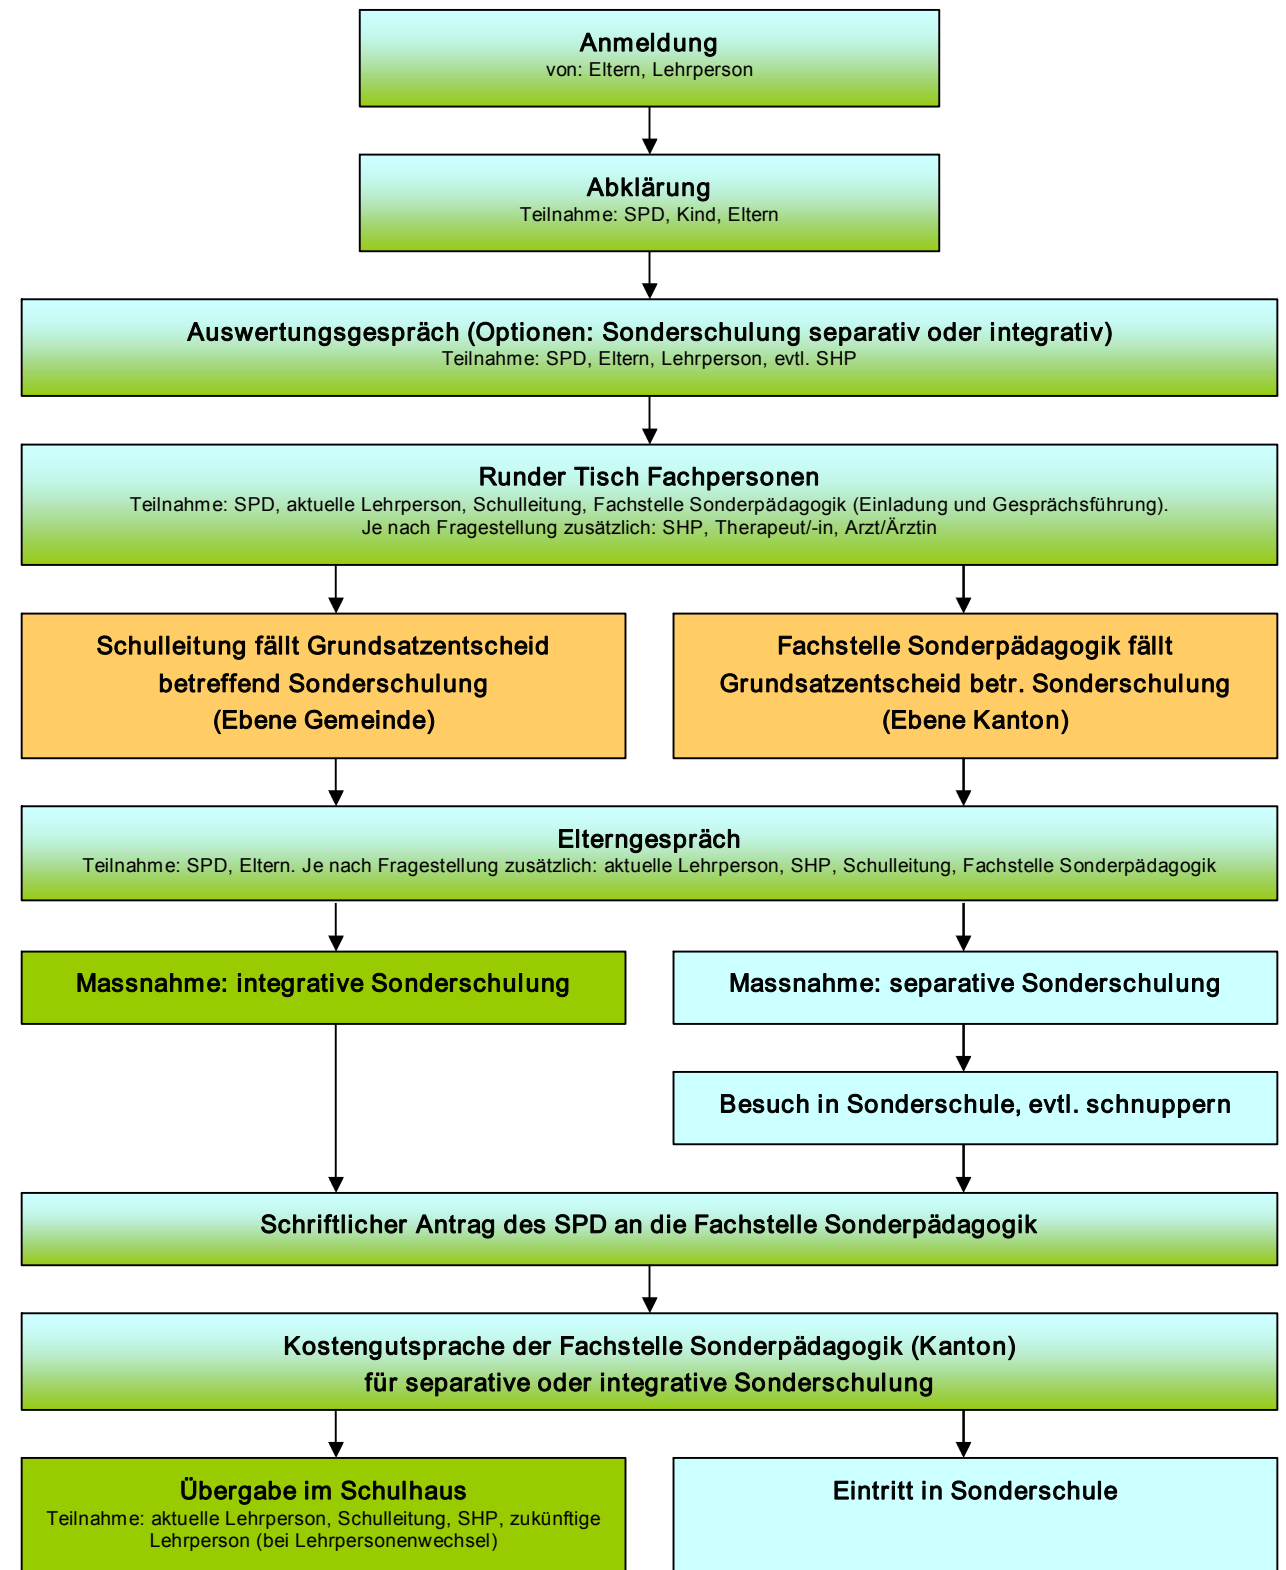 Anmeldung
von: Eltern, Lehrperson
Abklärung
Teilnahme: SPD, Kind, Eltern
Auswertungsgespräch (Optionen: Sonderschulung separativ oder integrativ)
Teilnahme: SPD, Eltern, Lehrperson, evtl. SHP
Runder Tisch Fachpersonen
Teilnahme: SPD, aktuelle Lehrperson, Schulleitung, Fachstelle Sonderpädagogik (Einladung und Gesprächsführung).
Je nach Fragestellung zusätzlich: SHP, Therapeut/-in, Arzt/Ärztin
Schulleitung fällt Grundsatzentscheid
betreffend Sonderschulung
(Ebene Gemeinde)
Fachstelle Sonderpädagogik fällt
Grundsatzentscheid betr. Sonderschulung
(Ebene Kanton)
Elterngespräch
Teilnahme: SPD, Eltern. Je nach Fragestellung zusätzlich: aktuelle Lehrperson, SHP, Schulleitung, Fachstelle Sonderpädagogik
Massnahme: integrative Sonderschulung
Massnahme: separative Sonderschulung
Besuch in Sonderschule, evtl. schnuppern
Schriftlicher Antrag des SPD an die Fachstelle Sonderpädagogik
Kostengutsprache der Fachstelle Sonderpädagogik (Kanton)
für separative oder integrative Sonderschulung
Übergabe im Schulhaus
Teilnahme: aktuelle Lehrperson, Schulleitung, SHP, zukünftige
Lehrperson (bei Lehrpersonenwechsel)
Eintritt in Sonderschule